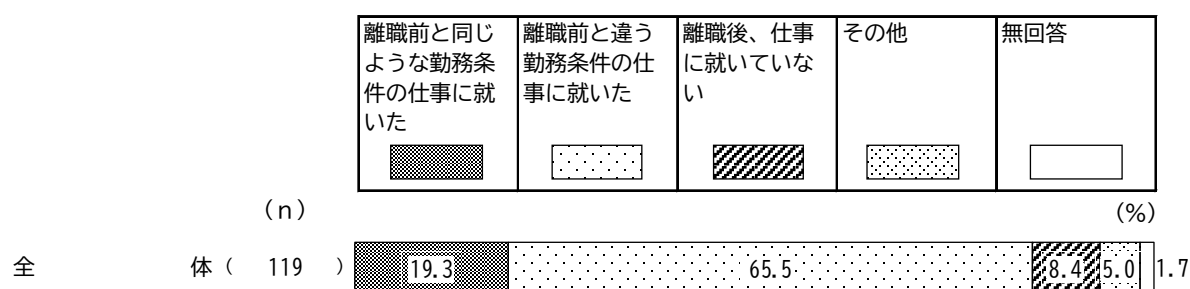 離職前と同じ
ような勤務条
件の仕事に就
いた
離職前と違う
勤務条件の仕
事に就いた
離職後、仕事
に就いていな
い
その他
無回答
(n)
(%)
全 体( 119 ) 19.3 65.5 8.4 5.0 1.7